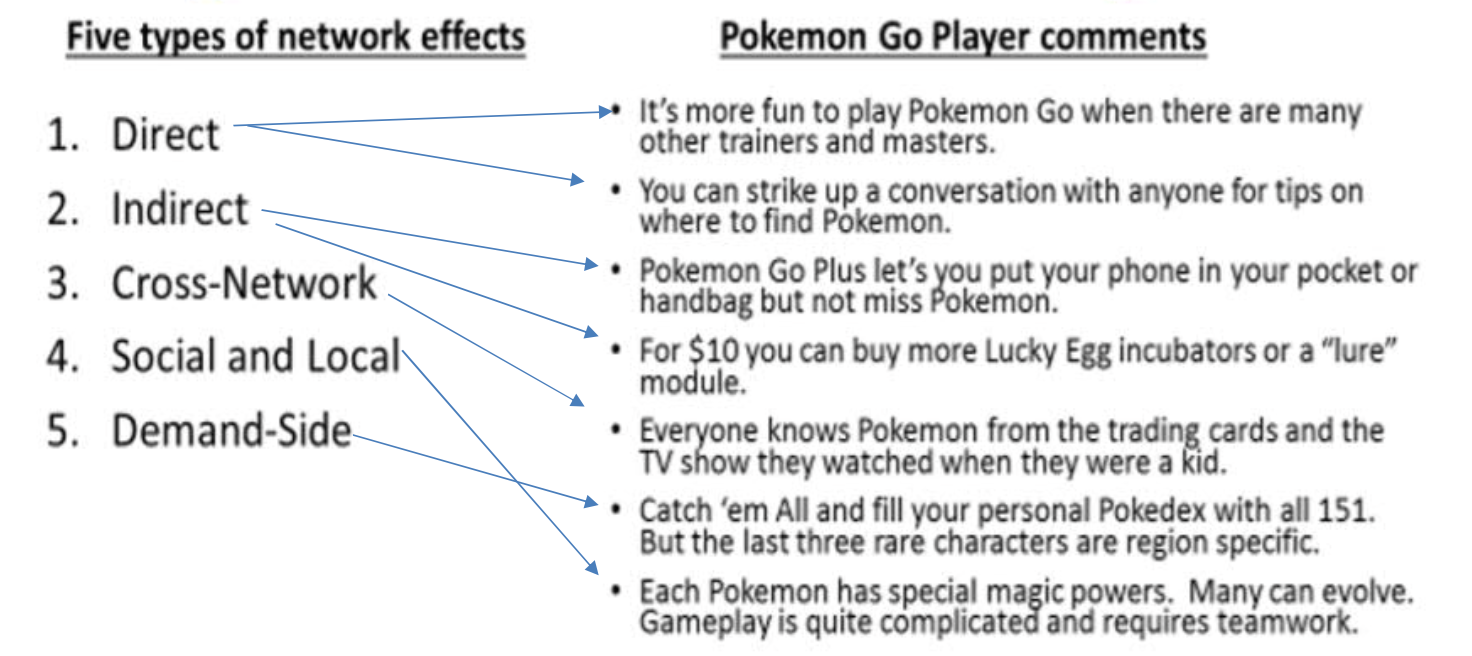 Five types of network effects
1. Direct
2. Indirect
3. Cross-Network
4. Social and Local
5. Demand-Side
Pokemon Go Player comments
• It's more fun to play Pokemon Go when there are many
other trainers and masters.
• You can strike up a conversation with anyone for tips on
where to find Pokemon.
• Pokemon Go Plus let's you put your phone in your pocket or
handbag but not miss Pokemon.
• For $10 you can buy more Lucky Egg incubators or a “lure”
module.
• Everyone knows Pokemon from the trading cards and the
TV show they watched when they were a kid.
• Catch ‘em All and fill your personal Pokedex with all 151.
But the last three rare characters are region specific.
• Each Pokemon has special magic powers.  Many can evolve.
Gameplay is quite complicated and requires teamwork.